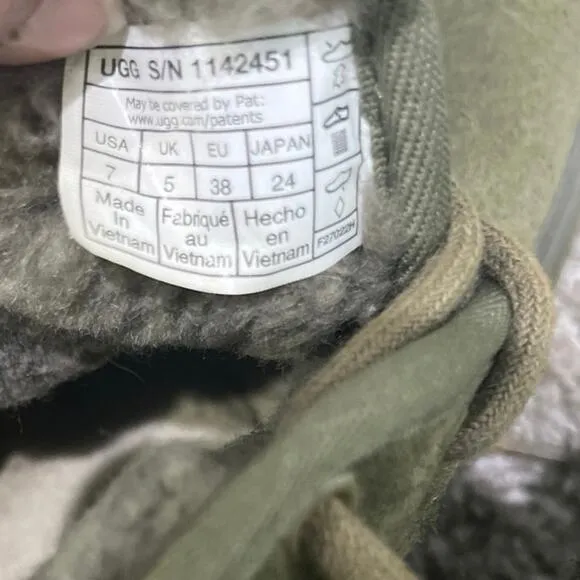 UGG S/N 1142451
May be covered by Pat:
www.ugg.com/patents
USA UK EU JAPAN
7 5 38 24
Made In Vietnam
Fabriqué au Vietnam
Hecho en Vietnam
F27022H